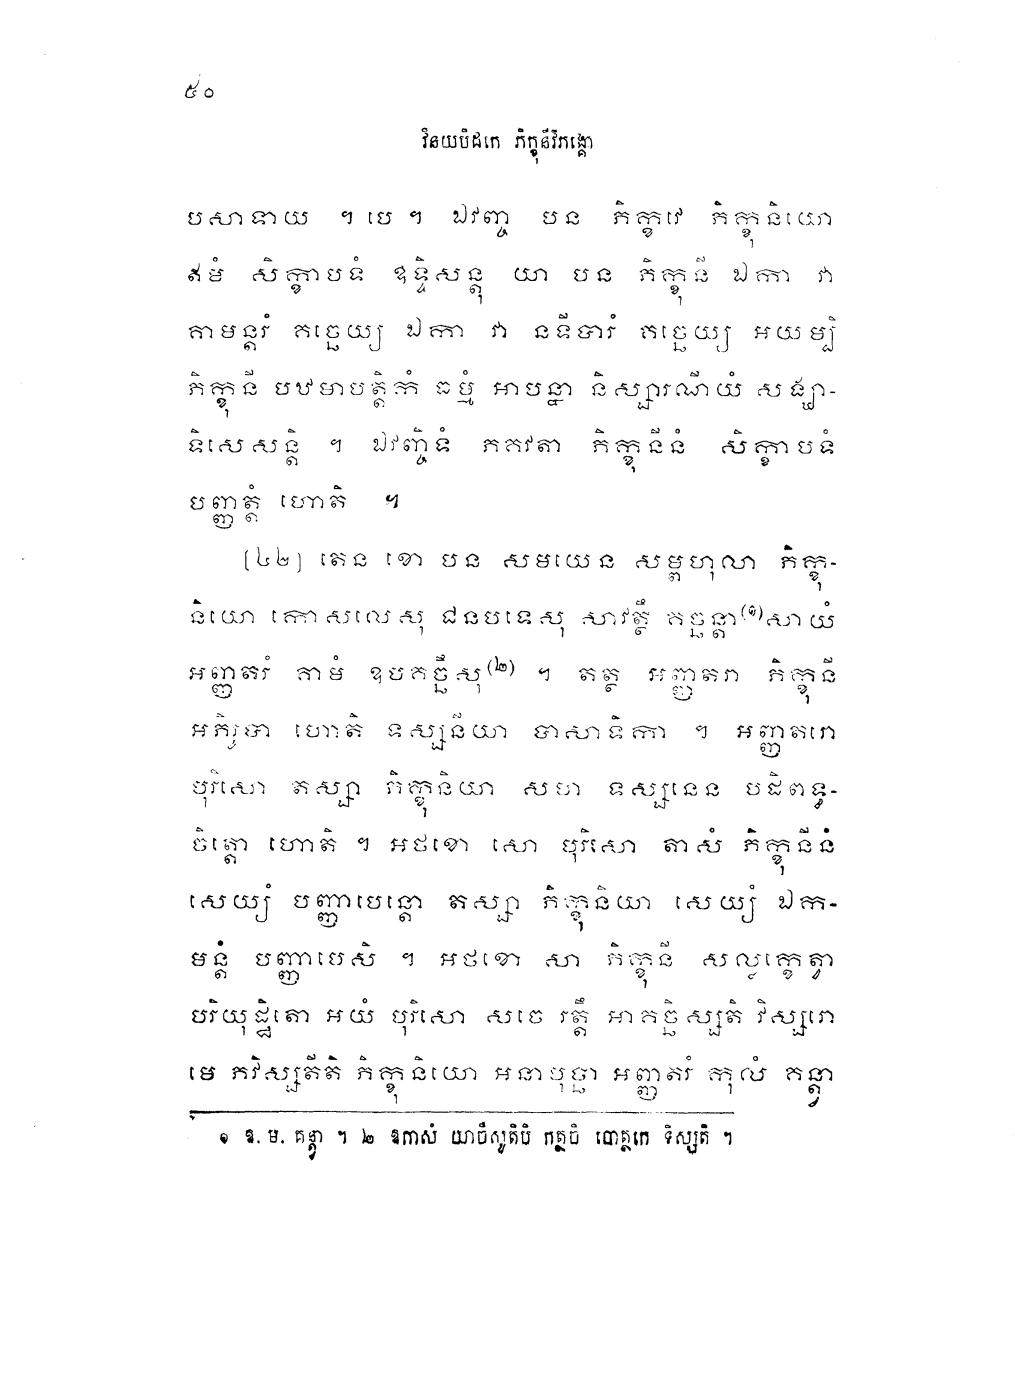 ៥០
វិនយបិដកេ ភិក្ខុនីវិភង្គោ
បសាទាយ ។ បេ ។ ឯវញ្ច បន ភិក្ខវេ ភិក្ខុនិយោ
ឥមំ សិក្ខាបទំ ឧទ្ទិសន្តុ យា បន ភិក្ខុនី ឯកា វា
គាមន្តរំ គច្ឆេយ្យ ឯកា វា នទីបារំ គច្ឆេយ្យ អយម្បិ
ភិក្ខុនី បឋមាបត្តិកំ ធម្មំ អាបន្នា និស្សារណីយំ សង្ឃា-
ទិសេសន្តិ ។ ឯវញ្ចិទំ ភគវតា ភិក្ខុនីនំ សិក្ខាបទំ
បញ្ញត្តំ ហោតិ ។
[៤២] តេន ខោ បន សមយេន សម្ពហុលា ភិក្ខុ-
និយោ កោសលេសុ ជនបទេសុ សាវត្ថឹ គច្ឆន្តា(១)សាយំ
អញ្ញតរំ គាមំ ឧបគច្ឆឹសុ(២) ។ តត្ថ អញ្ញតរា ភិក្ខុនី
អភិរូបា ហោតិ ទស្សនីយា បាសាទិកា ។ អញ្ញតរោ
បុរិសោ តស្សា ភិក្ខុនិយា សហ ទស្សនេន បដិពទ្ធ-
ចិត្តោ ហោតិ ។ អថខោ សោ បុរិសោ តាសំ ភិក្ខុនីនំ
សេយ្យំ បញ្ញាបេន្តោ តស្សា ភិក្ខុនិយា សេយ្យំ ឯក-
មន្តំ បញ្ញាបេសិ ។ អថខោ សា ភិក្ខុនី សល្លក្ខេត្វា
បរិយុដ្ឋិតោ អយំ បុរិសោ សចេ រត្តឹ អាគច្ឆិស្សតិ វិស្សរោ
មេ ភវិស្សតីតិ ភិក្ខុនិយោ អនាបុច្ឆា អញ្ញតរំ កុលំ គន្ត្វា
១ ឱ. ម. គន្ត្វា ។ ២ ឧកាសំ យាចឹសូតិបិ កត្ថចិ បោត្ថកេ ទិស្សតិ ។